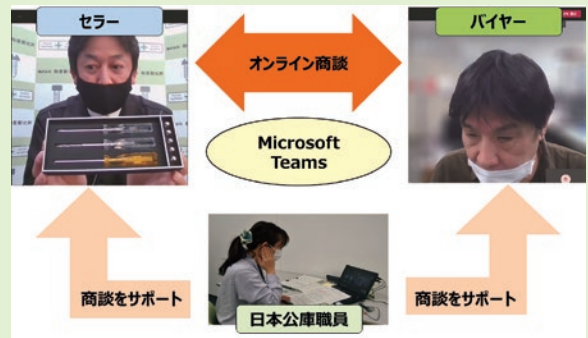 セラー
バイヤー
オンライン商談
Microsoft
Teams
商談をサポート
商談をサポート
日本公庫職員